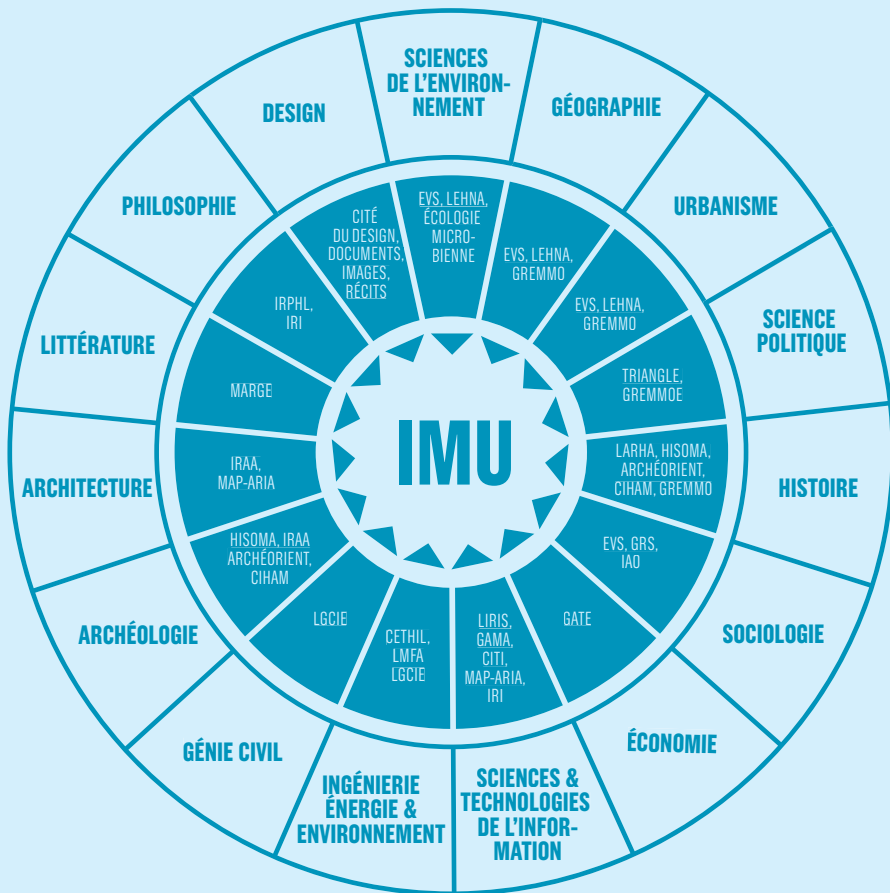 SCIENCES
DE L'ENVIRON-
NEMENT
GÉOGRAPHIE
URBANISME
SCIENCE
POLITIQUE
HISTOIRE
SOCIOLOGIE
ÉCONOMIE
SCIENCES &
TECHNOLOGIES
DE L'INFOR-
MATION
INGÉNIERIE
ÉNERGIE &
ENVIRONNEMENT
GÉNIE CIVIL
ARCHÉOLOGIE
ARCHITECTURE
LITTÉRATURE
PHILOSOPHIE
DESIGN
EVS, LEHNA,
ÉCOLOGIE
MICRO-
BIENNE
EVS, LEHNA,
GREMMO
EVS, LEHNA,
GREMMO
TRIANGLE,
GREMMOE
LARHA, HISOMA,
ARCHÉORIENT,
CIHAM, GREMMO
EVS, GRS,
IAO
GATE
LIRIS,
GAMA,
CITI,
MAP-ARIA,
IRI
CETHIL,
LMFA
LGCIE
LGCIE
HISOMA, IRAA
ARCHÉORIENT,
CIHAM
IRAA,
MAP-ARIA
MARGE
IRPHL,
IRI
CITÉ
DU DESIGN,
DOCUMENTS,
IMAGES,
RÉCITS
IMU